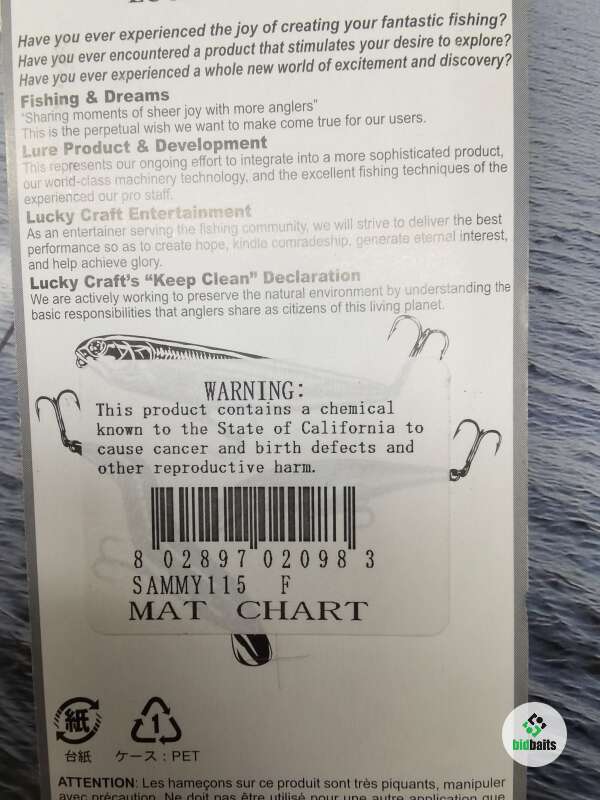 Have you ever experienced the joy of creating your fantastic fishing?
Have you ever encountered a product that stimulates your desire to explore?
Have you ever experienced a whole new world of excitement and discovery?
Fishing & Dreams
"Sharing moments of sheer joy with more anglers"
This is the perpetual wish we want to make come true for our users.
Lure Product & Development
This represents our ongoing effort to integrate into a more sophisticated product,
our world-class machinery technology, and the excellent fishing techniques of the
experienced our pro staff.
Lucky Craft Entertainment
As an entertainer serving the fishing community, we will strive to deliver the best
performance so as to create hope, kindle comradeship, generate eternal interest,
and help achieve glory.
Lucky Craft's "Keep Clean" Declaration
We are actively working to preserve the natural environment by understanding the
basic responsibilities that anglers share as citizens of this living planet.
WARNING:
This product contains a chemical
known to the State of California to
cause cancer and birth defects and
other reproductive harm.
8 02897 02098 3
SAMMY115 F
MAT CHART
紙
1
台紙 ケース : PET
bidbaits
ATTENTION: Les hameçons sur ce produit sont très piquants, manipuler
avec précaution. Ne doit pas être utilisé pour une autre application que